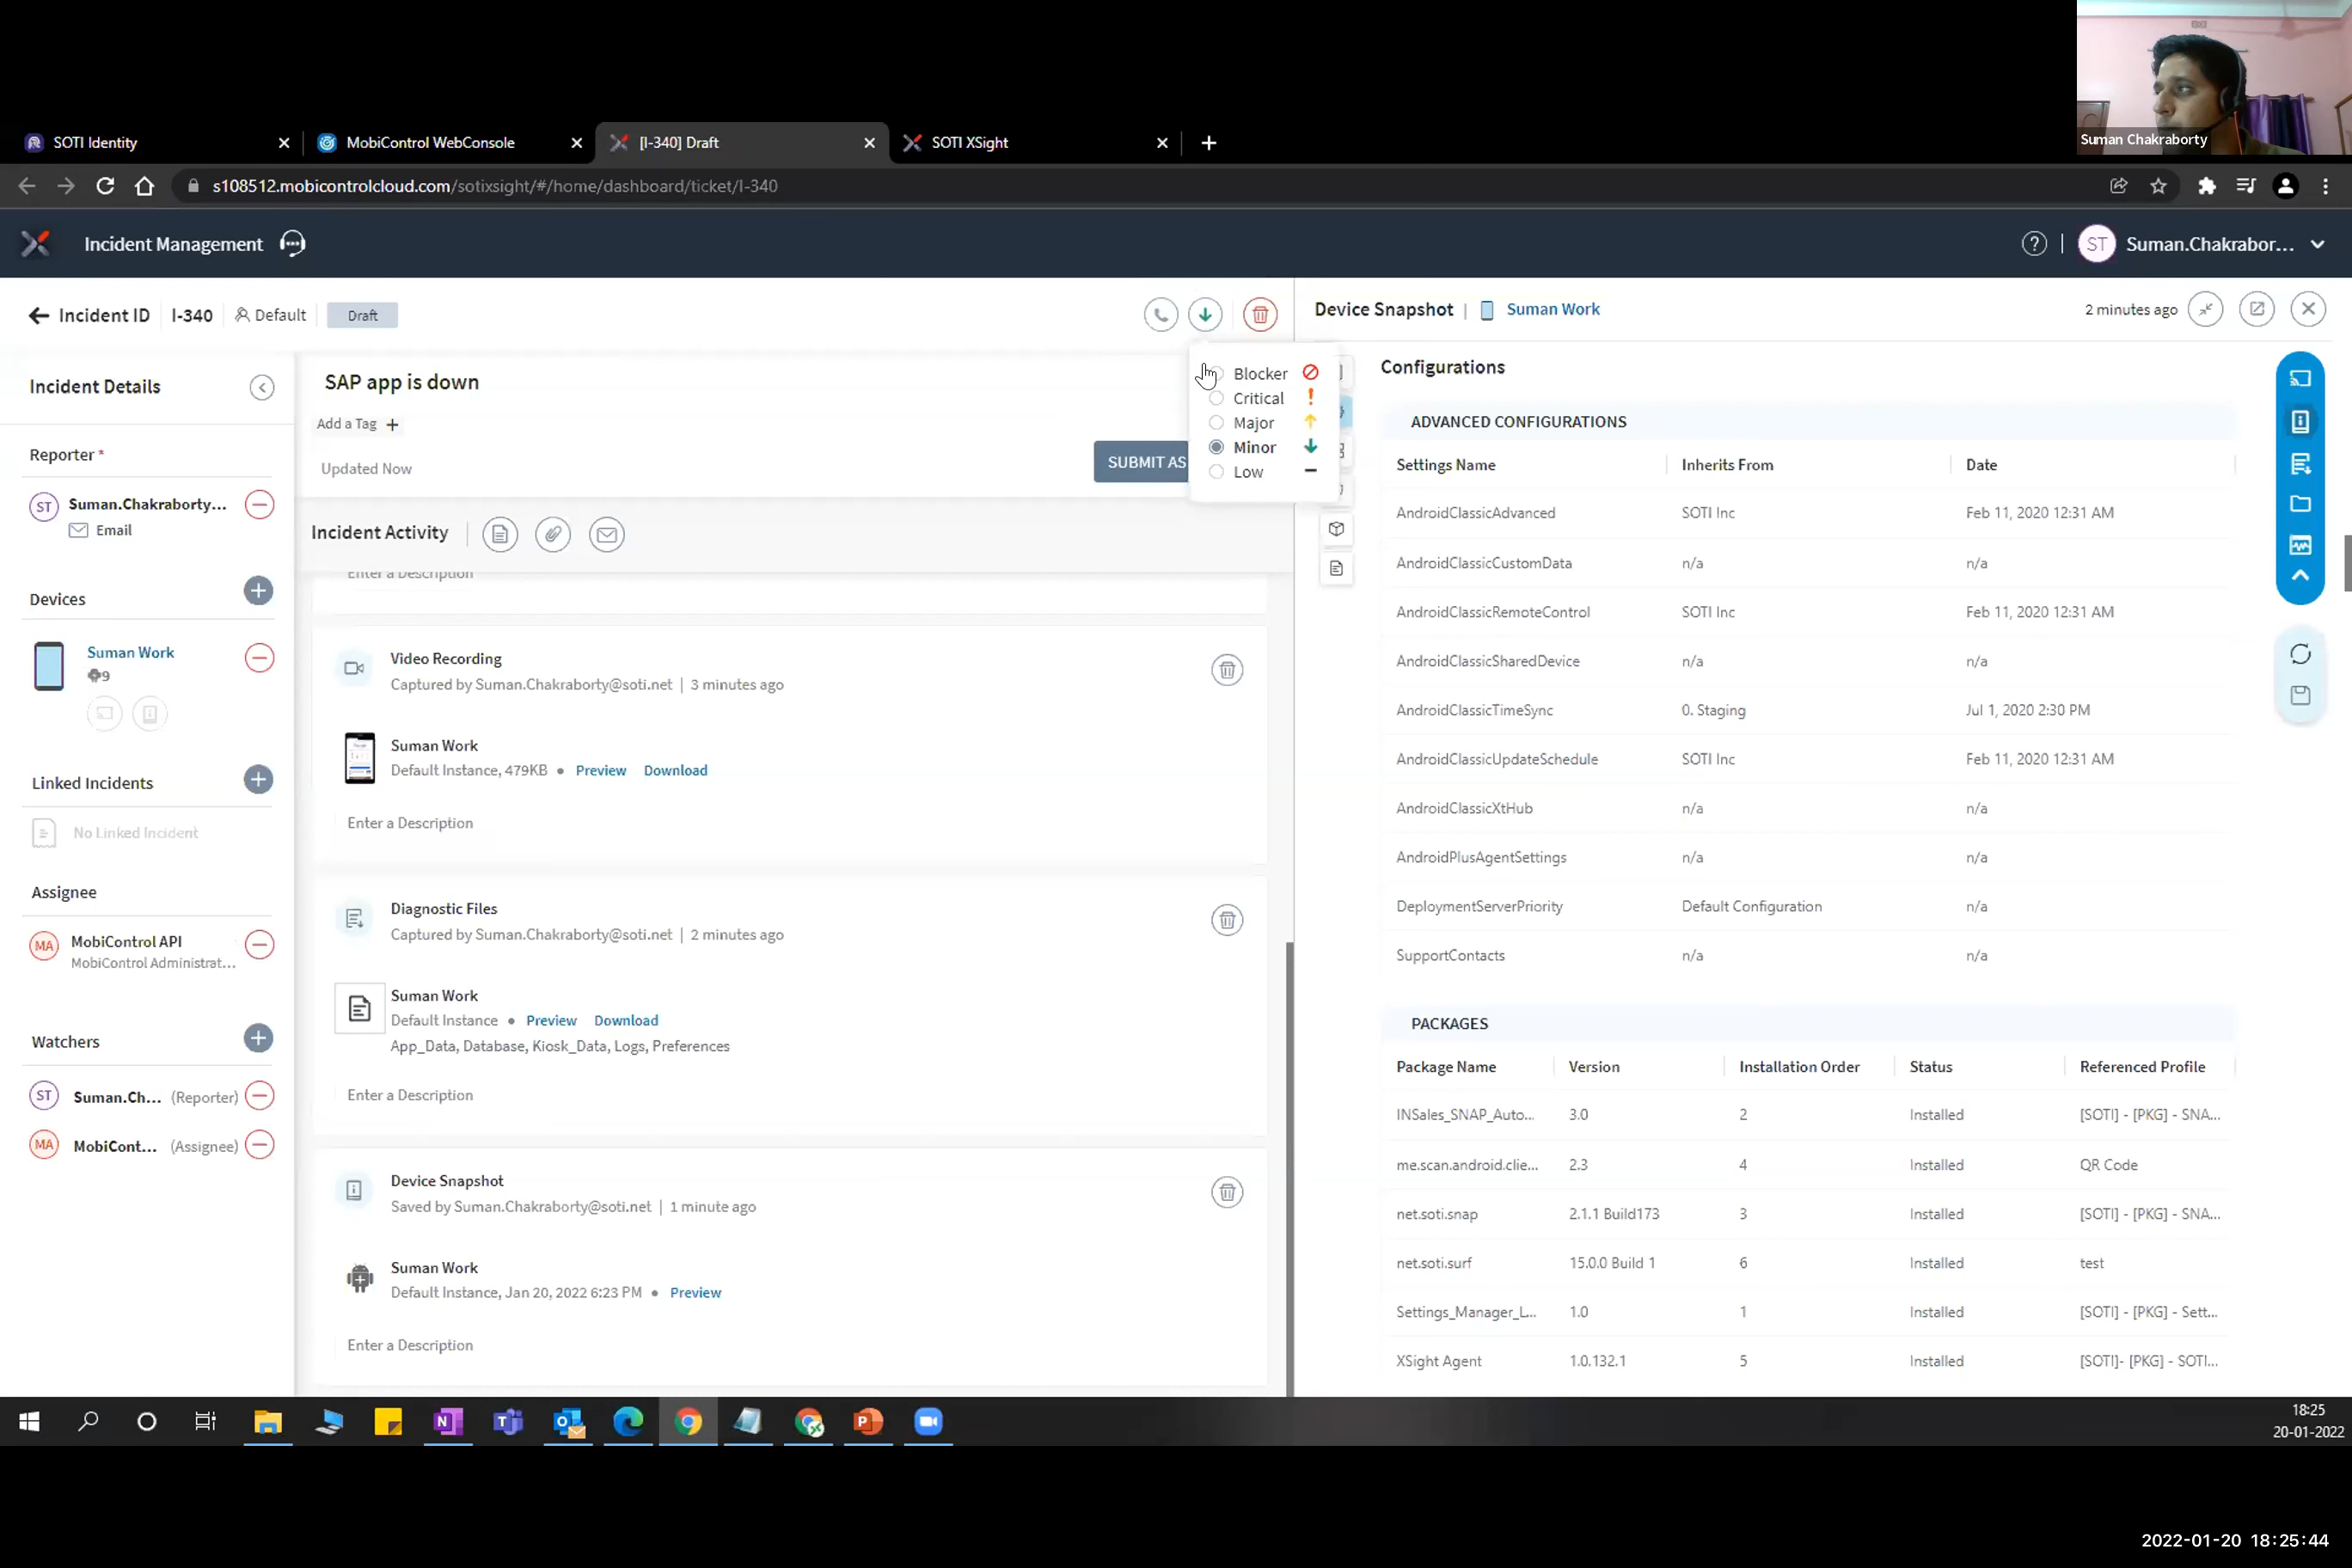 Suman Chakraborty
SOTI Identity
MobiControl WebConsole
[I-340] Draft
SOTI XSight
s108512.mobicontrolcloud.com/sotixsight/#/home/dashboard/ticket/I-340
Incident Management
ST
Suman.Chakrabor...
Incident ID
I-340
Default
Draft
Incident Details
Reporter *
ST
Suman.Chakraborty...
Email
Devices
Suman Work
9
Linked Incidents
No Linked Incident
Assignee
MA
MobiControl API
MobiControl Administrat...
Watchers
ST
Suman.Ch... (Reporter)
MA
MobiCont... (Assignee)
SAP app is down
Add a Tag +
Updated Now
SUBMIT AS
Blocker
Critical
Major
Minor
Low
Incident Activity
Enter a Description
Video Recording
Captured by Suman.Chakraborty@soti.net | 3 minutes ago
Suman Work
Default Instance, 479KB • Preview Download
Enter a Description
Diagnostic Files
Captured by Suman.Chakraborty@soti.net | 2 minutes ago
Suman Work
Default Instance • Preview Download
App_Data, Database, Kiosk_Data, Logs, Preferences
Enter a Description
Device Snapshot
Saved by Suman.Chakraborty@soti.net | 1 minute ago
Suman Work
Default Instance, Jan 20, 2022 6:23 PM • Preview
Enter a Description
Device Snapshot | Suman Work
2 minutes ago
Configurations
ADVANCED CONFIGURATIONS
Settings Name Inherits From Date
AndroidClassicAdvanced SOTI Inc Feb 11, 2020 12:31 AM
AndroidClassicCustomData n/a n/a
AndroidClassicRemoteControl SOTI Inc Feb 11, 2020 12:31 AM
AndroidClassicSharedDevice n/a n/a
AndroidClassicTimeSync 0. Staging Jul 1, 2020 2:30 PM
AndroidClassicUpdateSchedule SOTI Inc Feb 11, 2020 12:31 AM
AndroidClassicXtHub n/a n/a
AndroidPlusAgentSettings n/a n/a
DeploymentServerPriority Default Configuration n/a
SupportContacts n/a n/a
PACKAGES
Package Name Version Installation Order Status Referenced Profile
INSales_SNAP_Auto... 3.0 2 Installed [SOTI] - [PKG] - SNA...
me.scan.android.clie... 2.3 4 Installed QR Code
net.soti.snap 2.1.1 Build173 3 Installed [SOTI] - [PKG] - SNA...
net.soti.surf 15.0.0 Build 1 6 Installed test
Settings_Manager_L... 1.0 1 Installed [SOTI] - [PKG] - Sett...
XSight Agent 1.0.132.1 5 Installed [SOTI]- [PKG] - SOTI...
18:25
20-01-2022
2022-01-20 18:25:44